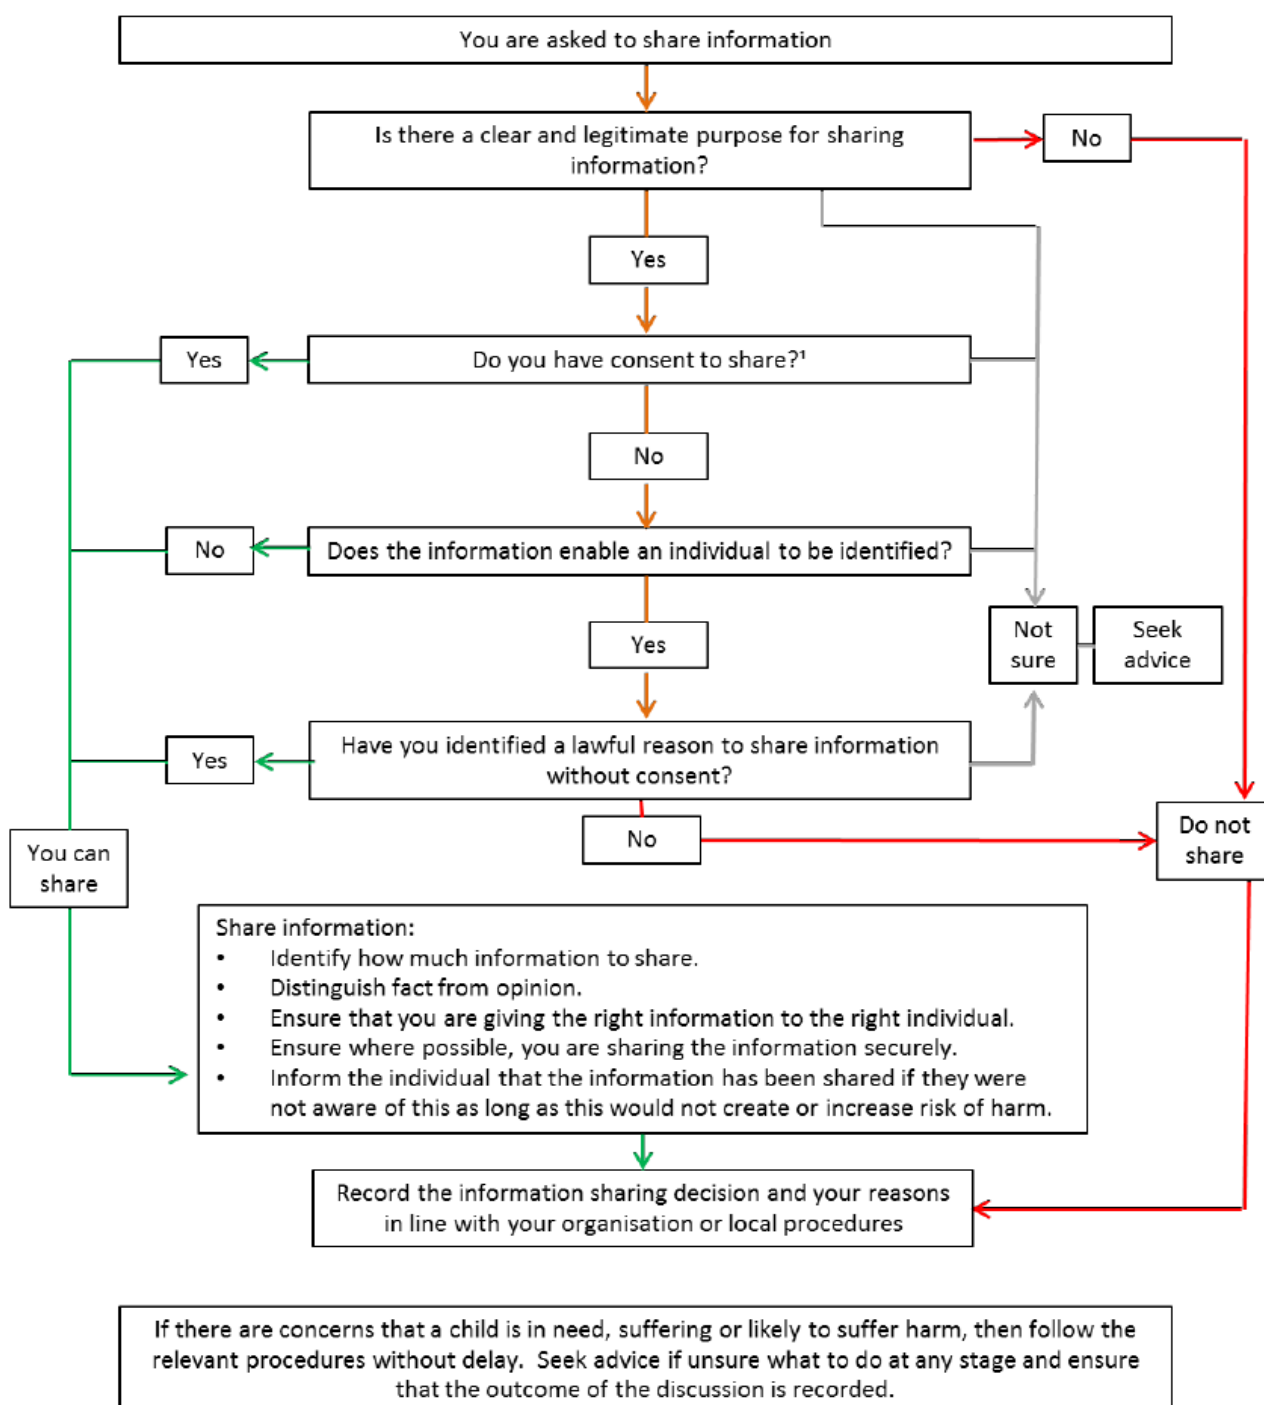 You are asked to share information
Is there a clear and legitimate purpose for sharing
information?
No
Yes
Do you have consent to share?¹
Yes
No
Does the information enable an individual to be identified?
No
Yes
Not
sure
Seek
advice
Have you identified a lawful reason to share information
without consent?
Yes
No
Do not
share
You can
share
Share information:
• Identify how much information to share.
• Distinguish fact from opinion.
• Ensure that you are giving the right information to the right individual.
• Ensure where possible, you are sharing the information securely.
• Inform the individual that the information has been shared if they were
not aware of this as long as this would not create or increase risk of harm.
Record the information sharing decision and your reasons
in line with your organisation or local procedures
If there are concerns that a child is in need, suffering or likely to suffer harm, then follow the
relevant procedures without delay. Seek advice if unsure what to do at any stage and ensure
that the outcome of the discussion is recorded.